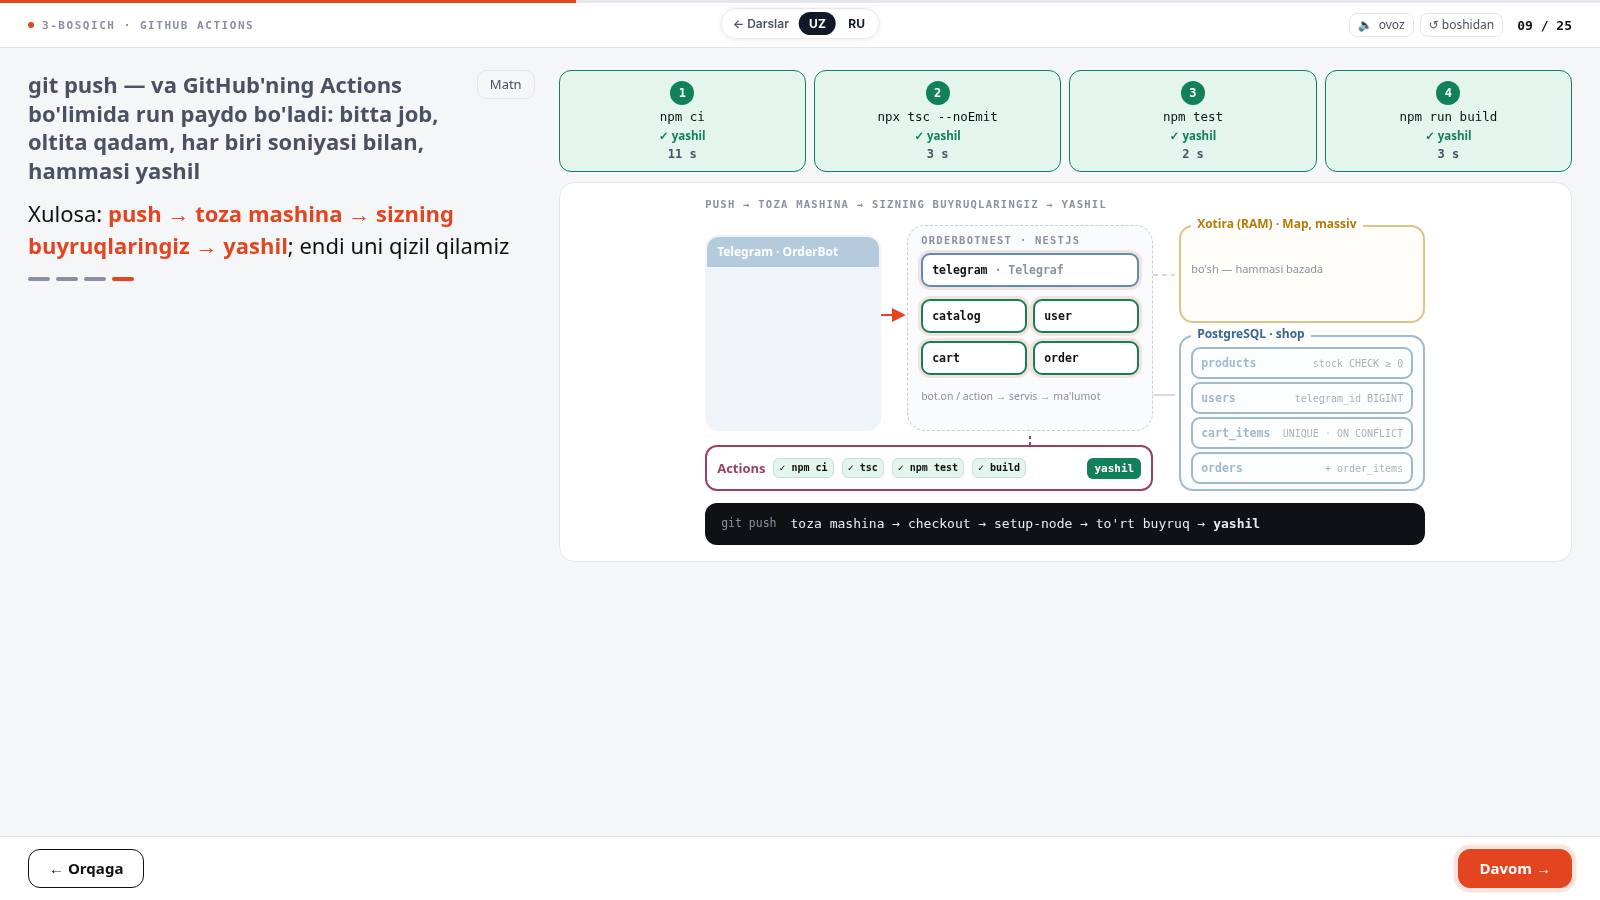 3-BOSQICH · GITHUB ACTIONS
← Darslar UZ RU
🔈 ovoz ↺ boshidan 09 / 25
git push — va GitHub'ning Actions
bo'limida run paydo bo'ladi: bitta job,
oltita qadam, har biri soniyasi bilan,
hammasi yashil
Matn
Xulosa: push → toza mashina → sizning
buyruqlaringiz → yashil; endi uni qizil qilamiz
1
npm ci
✓ yashil
11 s
2
npx tsc --noEmit
✓ yashil
3 s
3
npm test
✓ yashil
2 s
4
npm run build
✓ yashil
3 s
PUSH → TOZA MASHINA → SIZNING BUYRUQLARINGIZ → YASHIL
Telegram · OrderBot
ORDERBOTNEST · NESTJS
telegram · Telegraf
catalog
user
cart
order
bot.on / action → servis → ma'lumot
Xotira (RAM) · Map, massiv
bo'sh — hammasi bazada
PostgreSQL · shop
products stock CHECK ≥ 0
users telegram_id BIGINT
cart_items UNIQUE · ON CONFLICT
orders + order_items
Actions ✓ npm ci ✓ tsc ✓ npm test ✓ build yashil
git push toza mashina → checkout → setup-node → to'rt buyruq → yashil
← Orqaga
Davom →